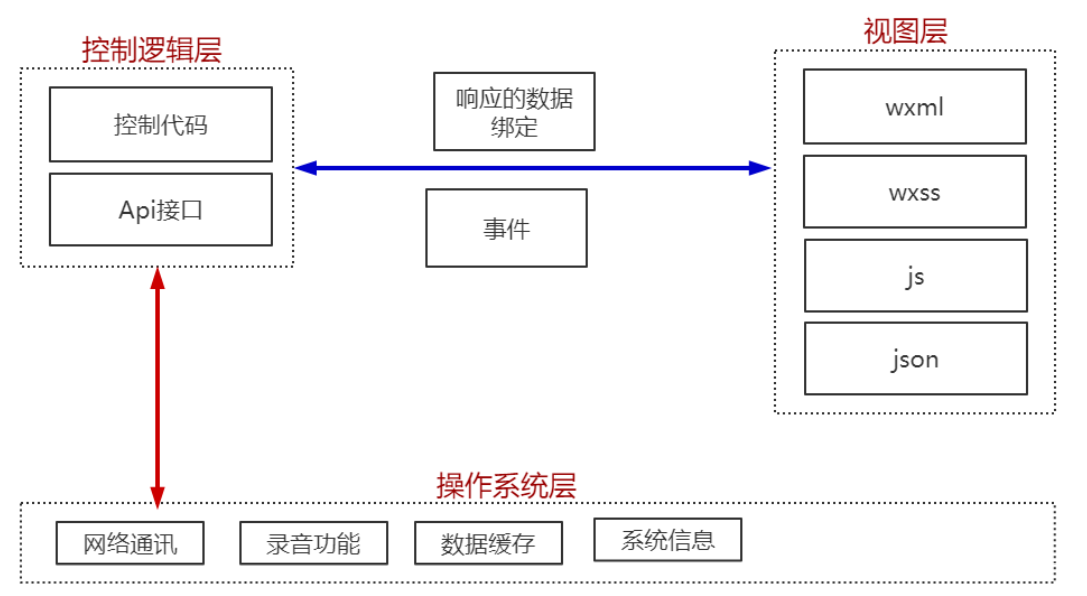 控制逻辑层
控制代码
Api接口
响应的数据
绑定
事件
视图层
wxml
wxss
js
json
操作系统层
网络通讯
录音功能
数据缓存
系统信息